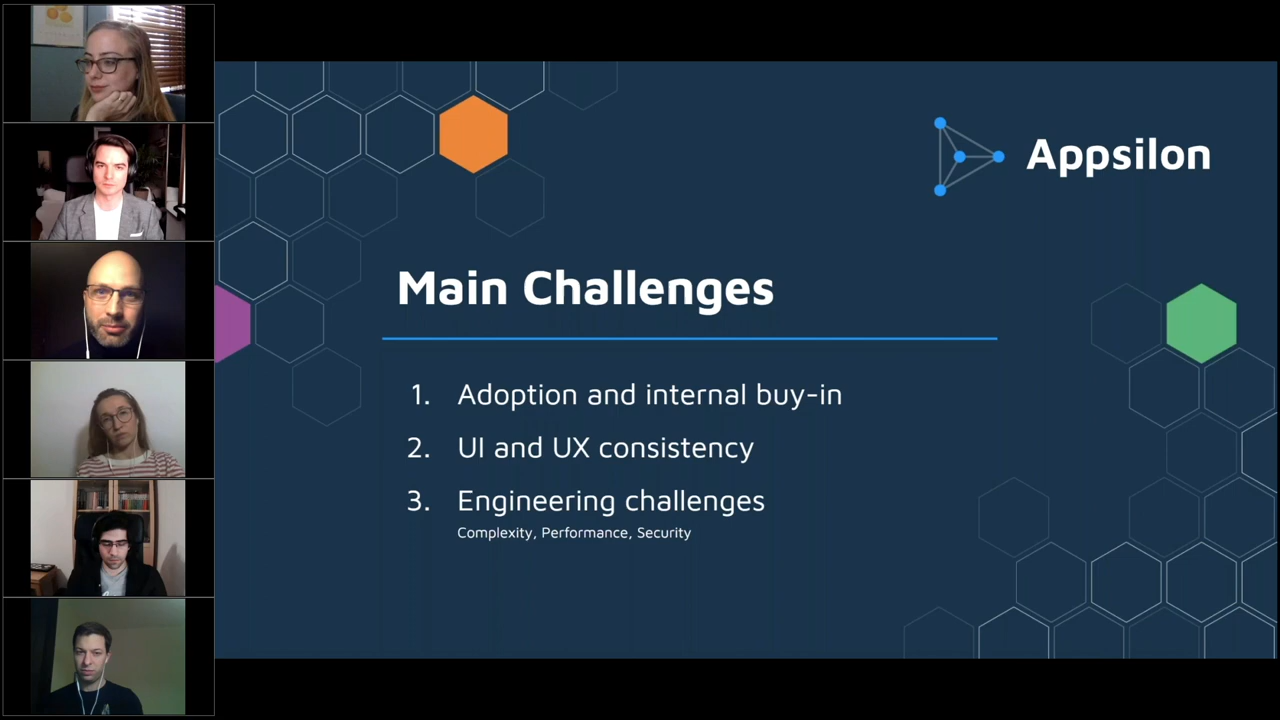 Appsilon
Main Challenges
1. Adoption and internal buy-in
2. UI and UX consistency
3. Engineering challenges
Complexity, Performance, Security